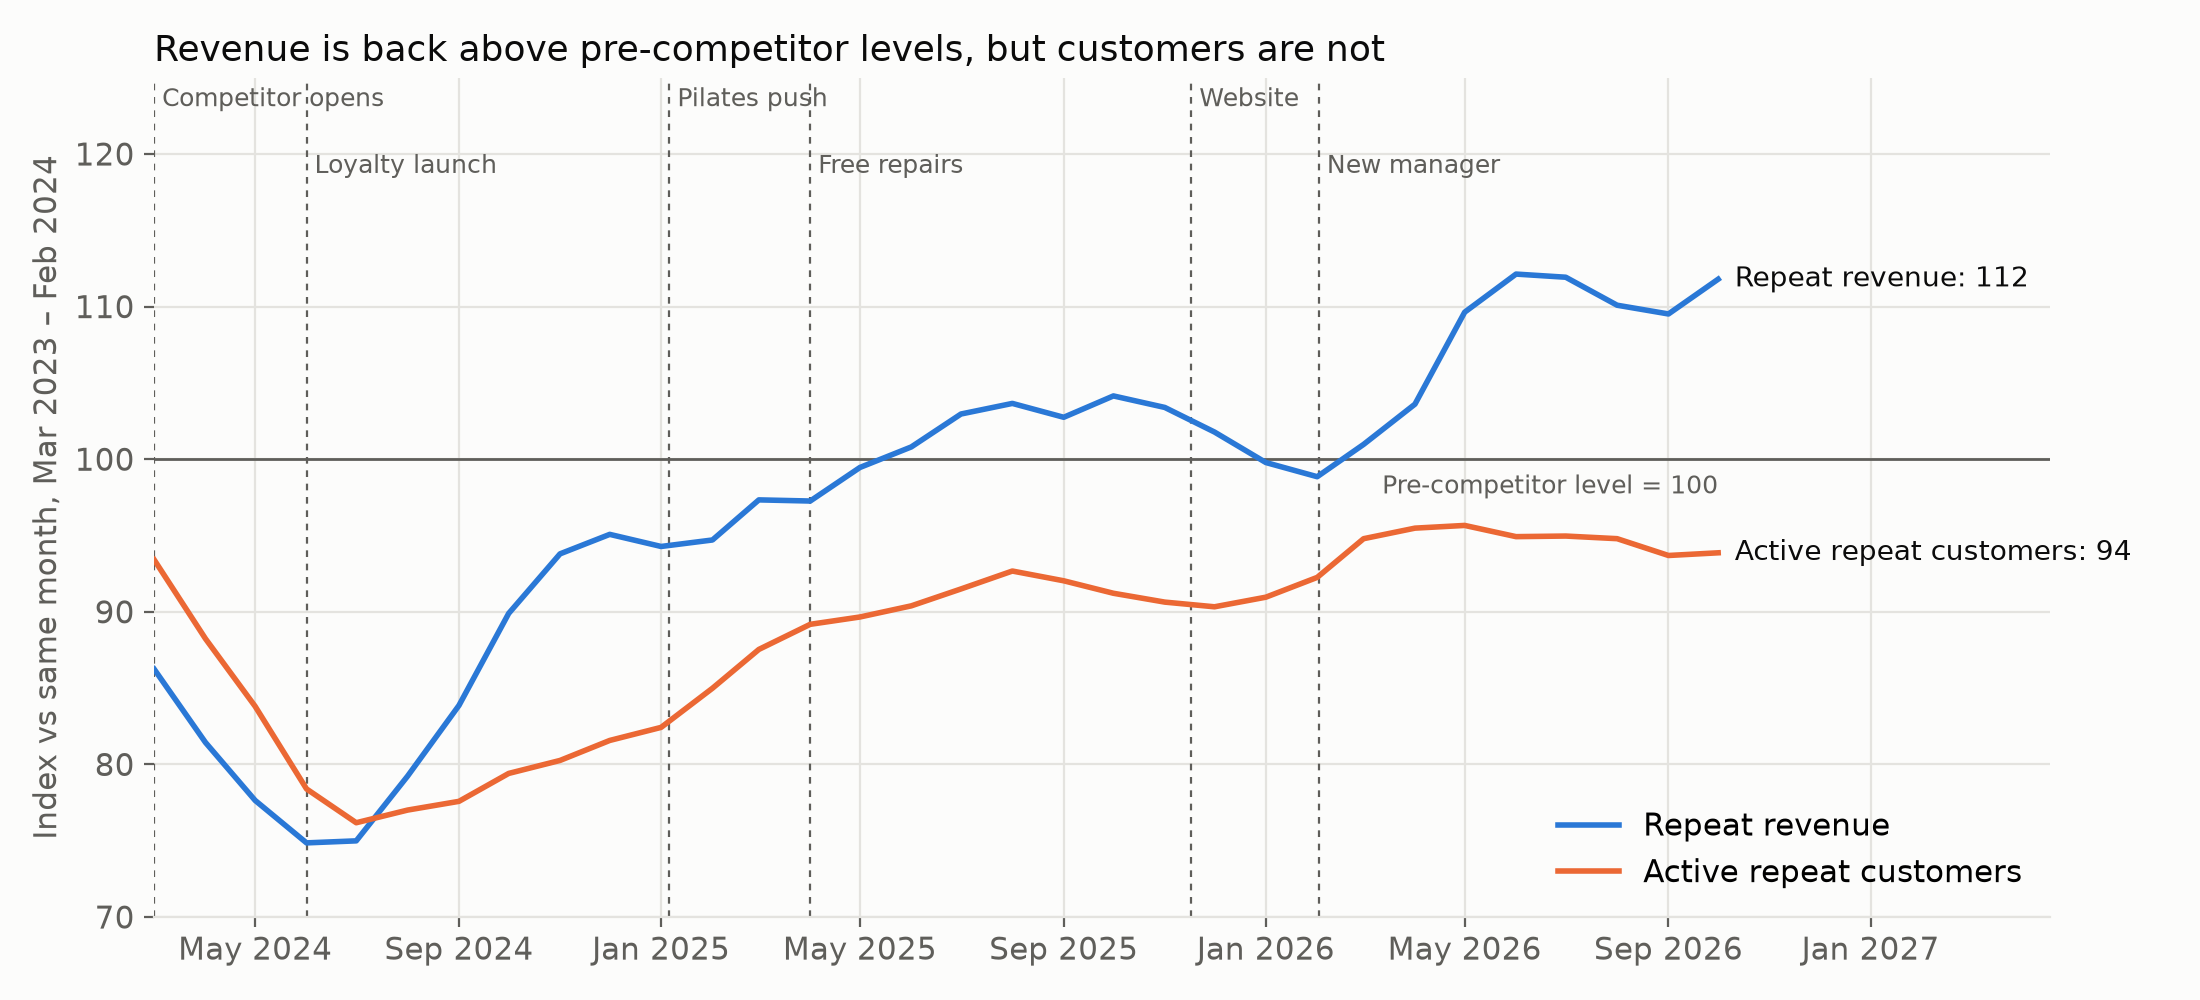 Revenue is back above pre-competitor levels, but customers are not
Competitor opens
Pilates push
Website
Loyalty launch
Free repairs
New manager
Index vs same month, Mar 2023 – Feb 2024
120
110
100
90
80
70
Repeat revenue: 112
Pre-competitor level = 100
Active repeat customers: 94
Repeat revenue
Active repeat customers
May 2024
Sep 2024
Jan 2025
May 2025
Sep 2025
Jan 2026
May 2026
Sep 2026
Jan 2027